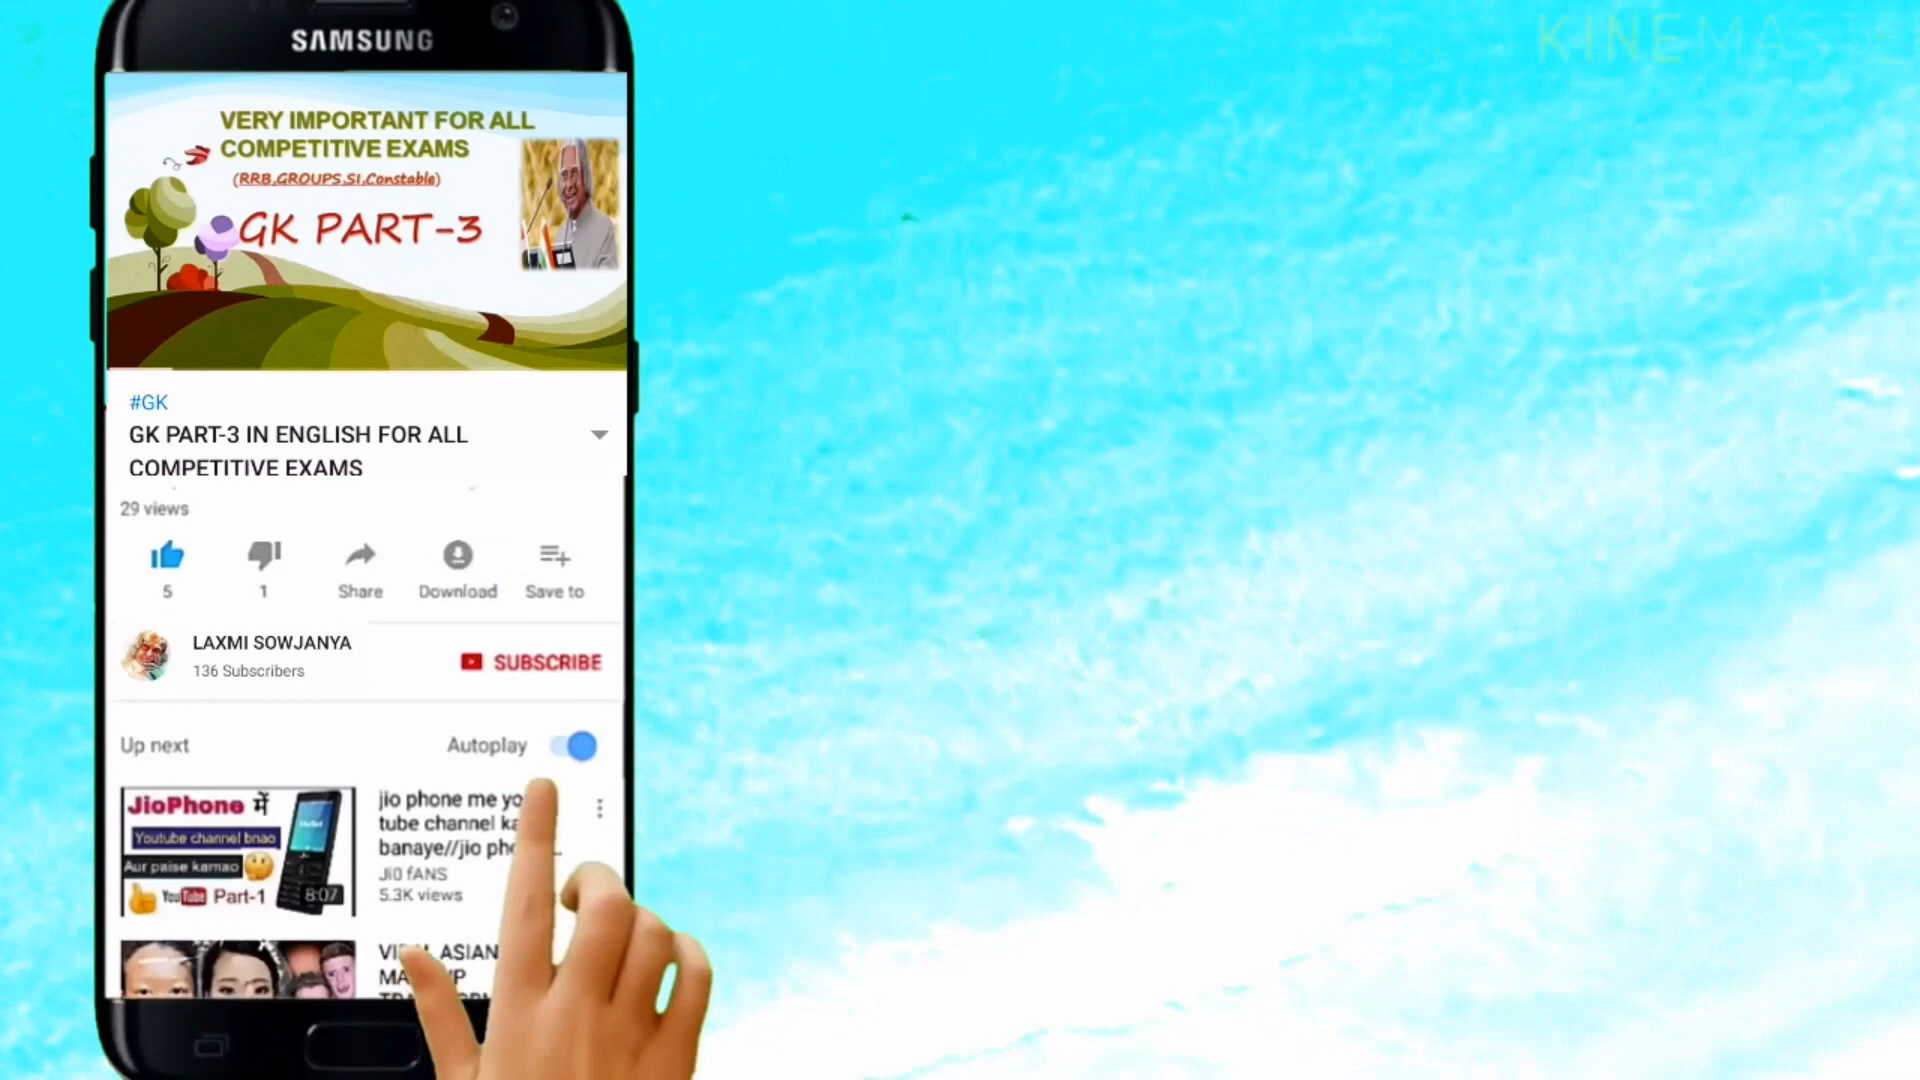 KINEMASTE
SAMSUNG
VERY IMPORTANT FOR ALL
COMPETITIVE EXAMS
(RRB,GROUPS,SI,Constable)
GK PART-3
#GK
GK PART-3 IN ENGLISH FOR ALL
COMPETITIVE EXAMS
29 views
5
1
Share
Download
Save to
LAXMI SOWJANYA
136 Subscribers
SUBSCRIBE
Up next
Autoplay
JioPhone में
Youtube channel bnao
Aur paise kamao
YouTube Part-1
8:07
jio phone me yo
tube channel ka
banaye//jio ph
JiO fANS
5.3K views
ASIAN